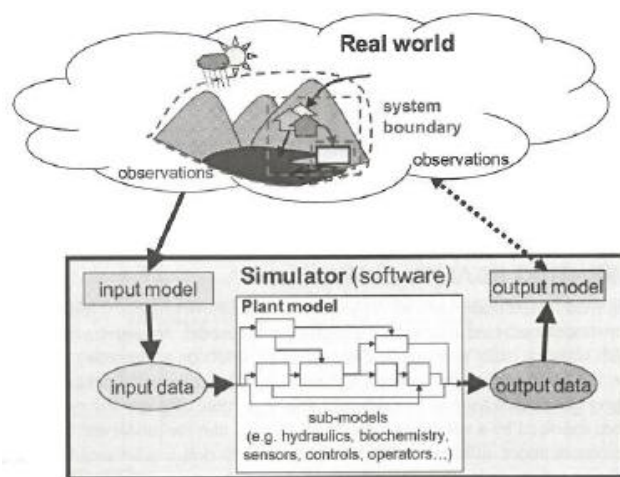 Real world
system
boundary
observations
observations
Simulator (software)
input model
output model
Plant model
input data
output data
sub-models
(e.g. hydraulics, biochemistry,
sensors, controls, operators...)